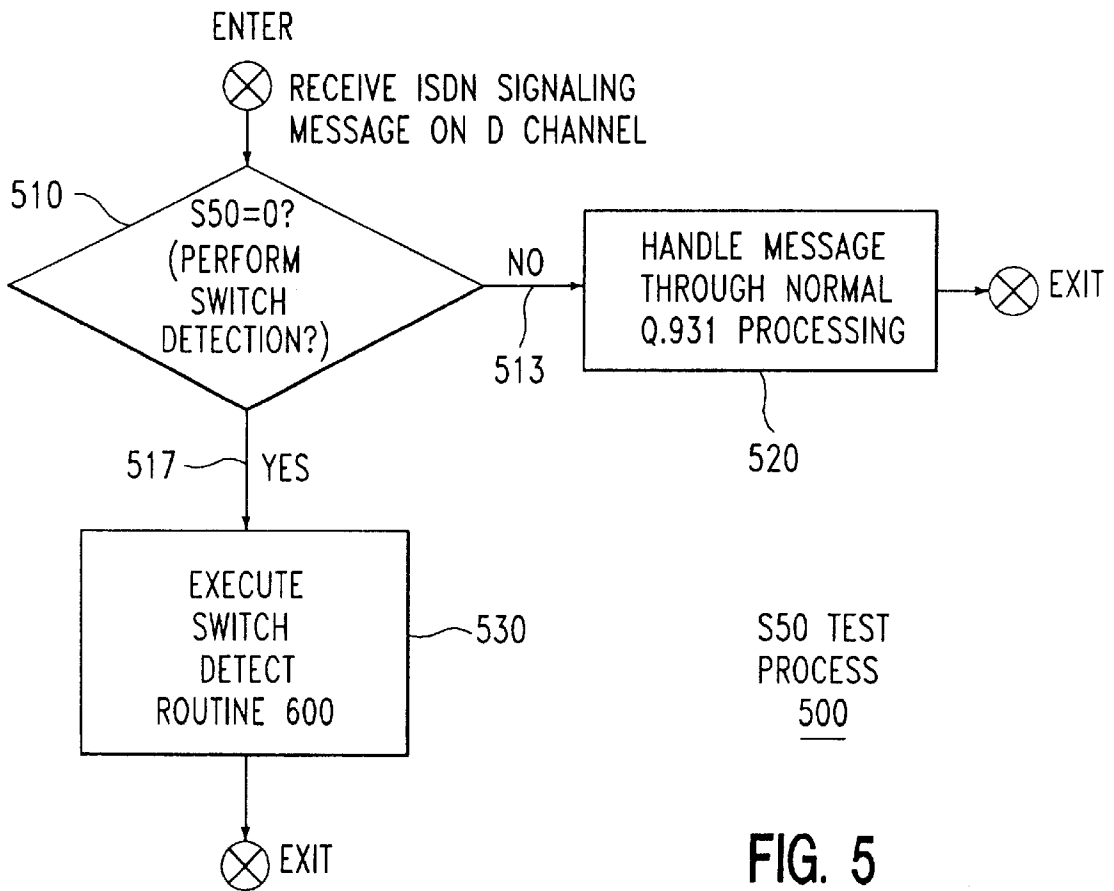 ENTER
RECEIVE ISDN SIGNALING
MESSAGE ON D CHANNEL
510
S50=0?
(PERFORM
SWITCH
DETECTION?)
NO
513
HANDLE MESSAGE
THROUGH NORMAL
Q.931 PROCESSING
EXIT
520
517
YES
EXECUTE
SWITCH
DETECT
ROUTINE 600
530
S50 TEST
PROCESS
500
EXIT
FIG. 5